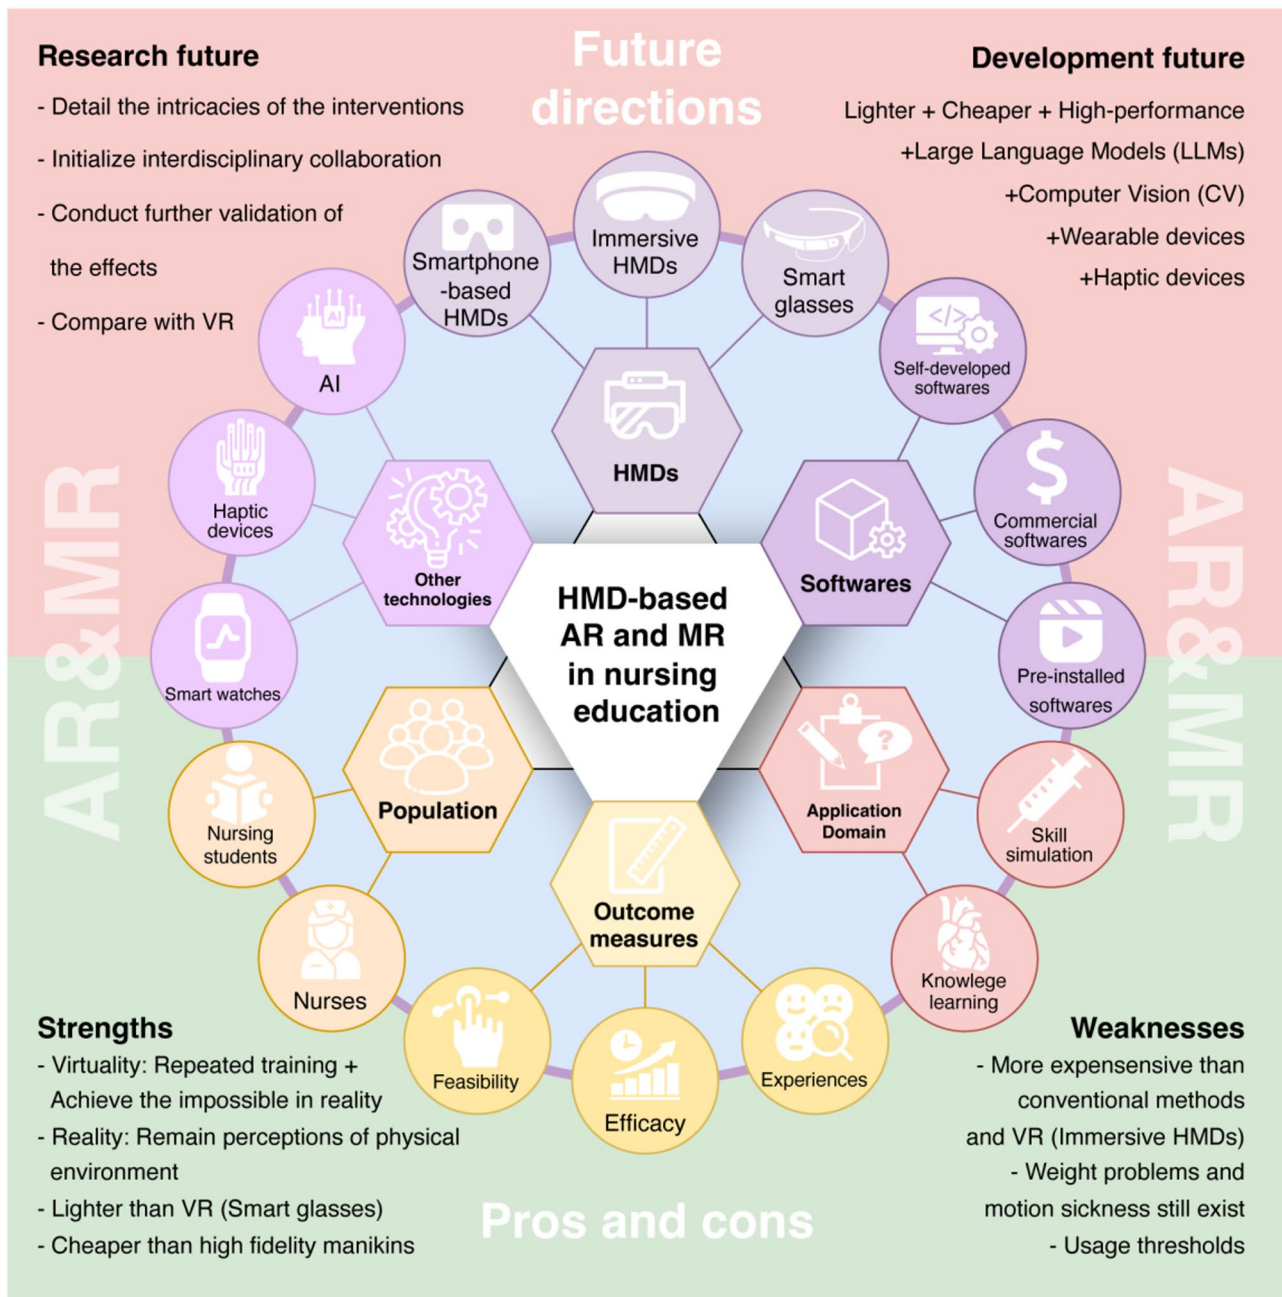 Future
directions
Research future
- Detail the intricacies of the interventions
- Initialize interdisciplinary collaboration
- Conduct further validation of
the effects
- Compare with VR
Development future
Lighter + Cheaper + High-performance
+Large Language Models (LLMs)
+Computer Vision (CV)
+Wearable devices
+Haptic devices
Smartphone
-based
HMDs
Immersive
HMDs
Smart
glasses
AI
AI
</>
Self-developed
softwares
HMDs
Haptic
devices
$
Commercial
softwares
Other
technologies
Softwares
AR&MR
AR&MR
HMD-based
AR and MR
in nursing
education
Smart watches
Pre-installed
softwares
Population
?
Application
Domain
Nursing
students
Skill
simulation
Outcome
measures
Nurses
Knowlege
learning
Feasibility
Efficacy
Experiences
Strengths
- Virtuality: Repeated training +
Achieve the impossible in reality
- Reality: Remain perceptions of physical
environment
- Lighter than VR (Smart glasses)
- Cheaper than high fidelity manikins
Weaknesses
- More expensensive than
conventional methods
and VR (Immersive HMDs)
- Weight problems and
motion sickness still exist
- Usage thresholds
Pros and cons